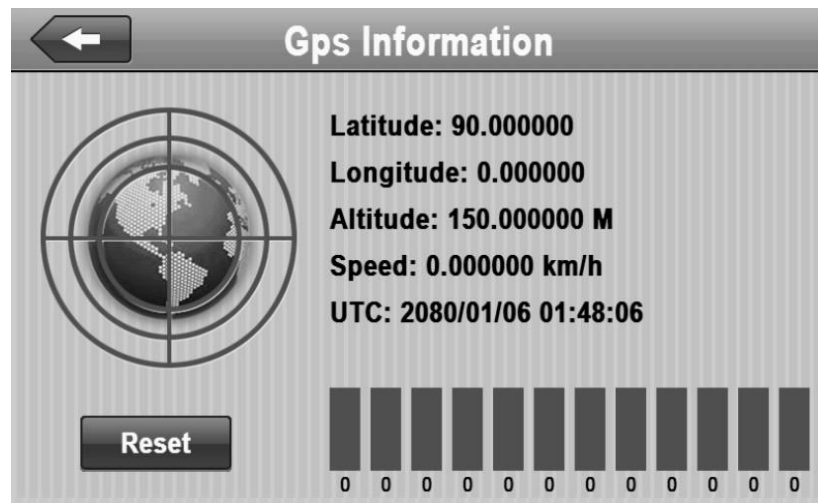 Gps Information
Latitude: 90.000000
Longitude: 0.000000
Altitude: 150.000000 M
Speed: 0.000000 km/h
UTC: 2080/01/06 01:48:06
Reset
0 0 0 0 0 0 0 0 0 0 0 0